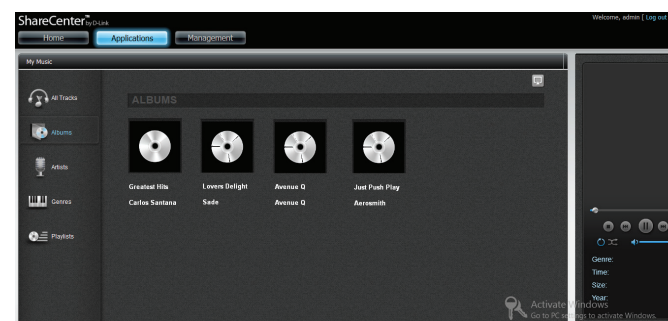 ShareCenter™ by D-Link
Welcome, admin [ Log out
Home Applications Management
My Music
All Tracks
Albums
Artists
Genres
Playlists
ALBUMS
Greatest Hits
Carlos Santana
Lovers Delight
Sade
Avenue Q
Avenue Q
Just Push Play
Aerosmith
Genre:
Time:
Size:
Year:
Activate Windows
Go to PC settings to activate Windows.